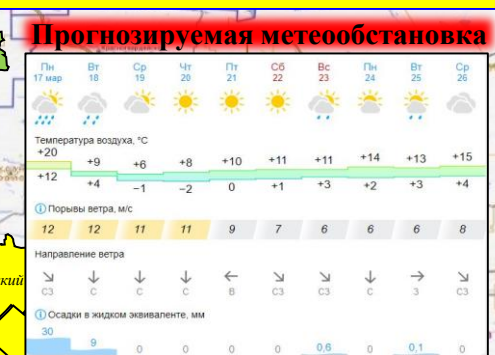 Прогнозируемая метеообстановка
Пн Вт Ср Чт Пт Сб Вс Пн Вт Ср
17 мар 18 19 20 21 22 23 24 25 26
Температура воздуха, °C
+20 +9 +6 +8 +10 +11 +11 +14 +13 +15
+12 +4 −1 −2 0 +1 +3 +2 +3 +4
Порывы ветра, м/с
12 12 11 11 9 7 6 6 6 8
Направление ветра
кий
СЗ С С С В СЗ СЗ С З СЗ
Осадки в жидком эквиваленте, мм
30 9 0 0 0 0 0,6 0 0,1 0